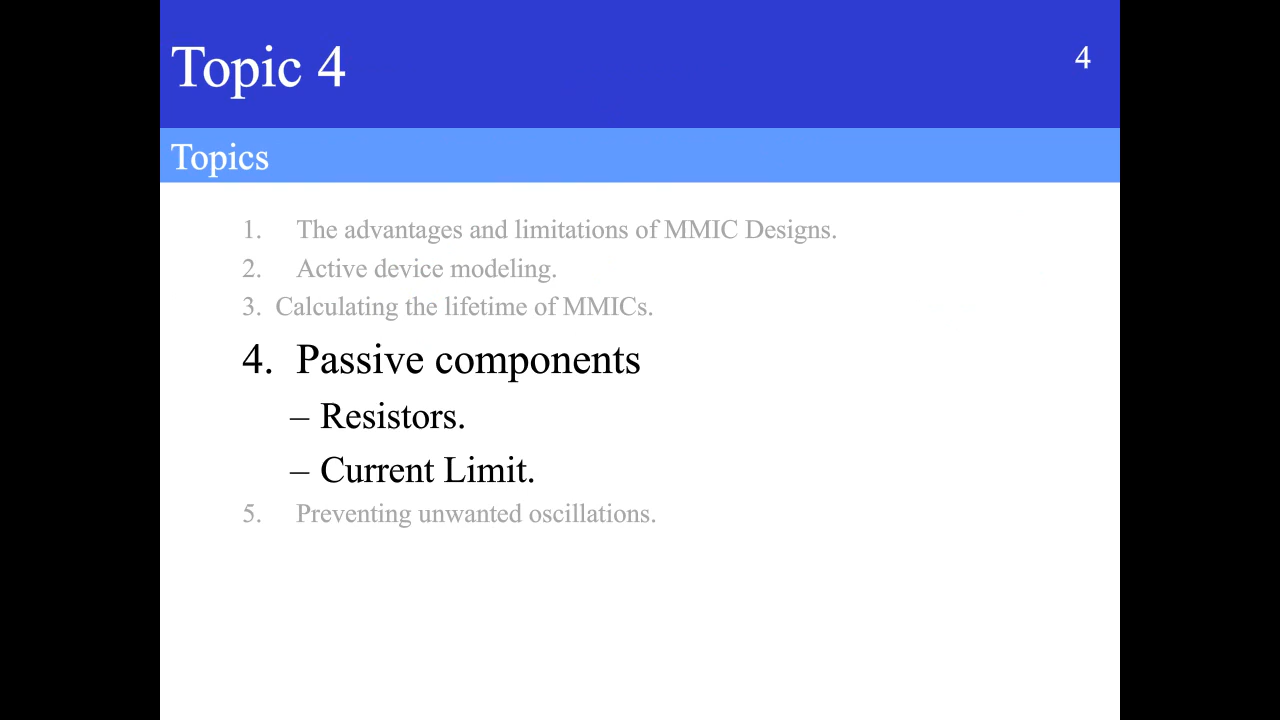 Topic 4
4
Topics
1. The advantages and limitations of MMIC Designs.
2. Active device modeling.
3. Calculating the lifetime of MMICs.
4. Passive components
– Resistors.
– Current Limit.
5. Preventing unwanted oscillations.